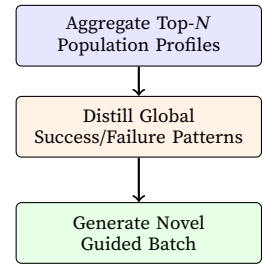 Aggregate Top-N
Population Profiles
Distill Global
Success/Failure Patterns
Generate Novel
Guided Batch